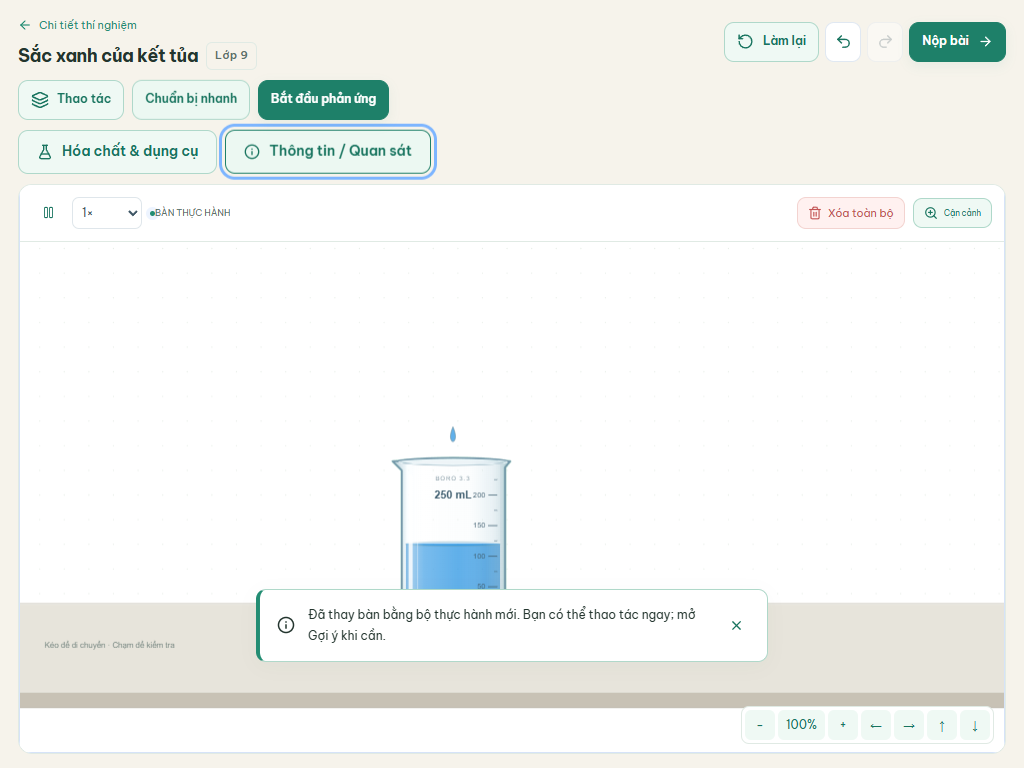 Chi tiết thí nghiệm
Sắc xanh của kết tủa
Lớp 9
Làm lại
Nộp bài
Thao tác
Chuẩn bị nhanh
Bắt đầu phản ứng
Hóa chất & dụng cụ
Thông tin / Quan sát
1×
BÀN THỰC HÀNH
Xóa toàn bộ
Cận cảnh
BORO 3.3
250 mL
200
150
100
50
Đã thay bàn bằng bộ thực hành mới. Bạn có thể thao tác ngay; mở
Gợi ý khi cần.
Kéo để di chuyển · Chạm để kiểm tra
-
100%
+
← → ↑ ↓